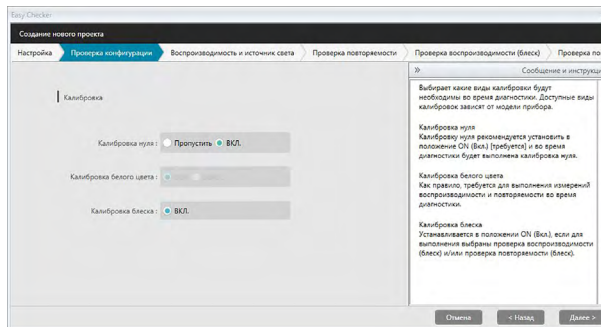 Easy Checker
Создание нового проекта
Настройка Проверка конфигурации Воспроизводимость и источник света Проверка повторяемости Проверка воспроизводимости (блеск) Проверка
» Сообщение и инструкци
Калибровка
Калибровка нуля : Пропустить ВКЛ.
Калибровка белого цвета :
Калибровка блеска : ВКЛ.
Выбирает какие виды калибровки будут
необходимы во время диагностики. Доступные виды
калибровок зависят от модели прибора.
Калибровка нуля
Калибровку нуля рекомендуется установить в
положение ON (Вкл.) [требуется] и во время
диагностики будет выполнена калибровка нуля.
Калибровка белого цвета
Как правило, требуется для выполнения измерений
воспроизводимости и повторяемости во время
диагностики.
Калибровка блеска
Устанавливается в положении ON (Вкл.), если для
выполнения выбраны проверка воспроизводимости
(блеск) и/или проверка повторяемости (блеск).
Отмена < Назад Далее >